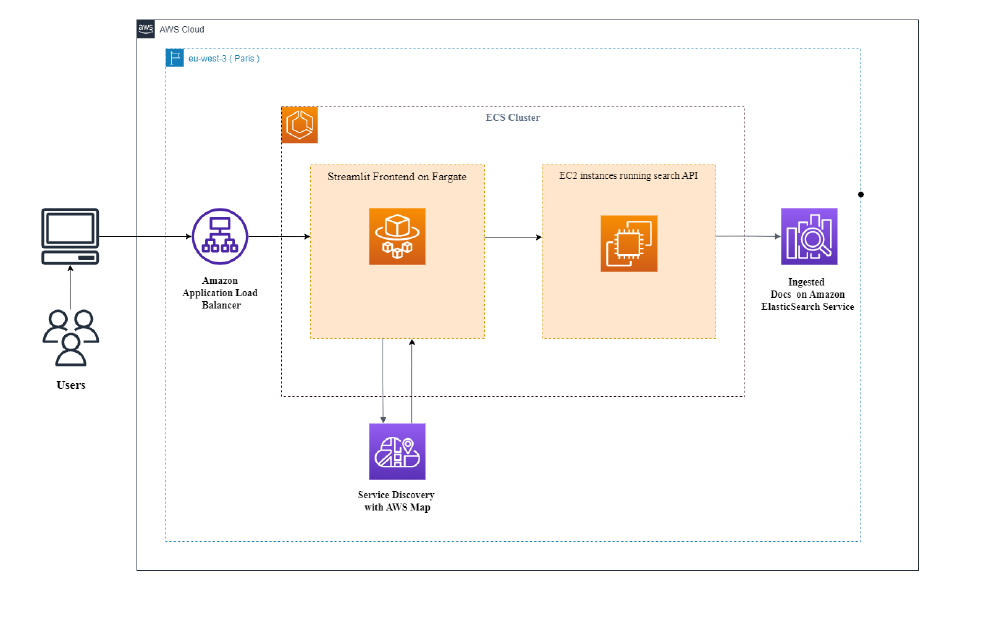 aws
AWS Cloud
eu-west-3 ( Paris )
ECS Cluster
Streamlit Frontend on Fargate
EC2 instances running search API
Amazon
Application Load
Balancer
Ingested
Docs on Amazon
ElasticSearch Service
Users
Service Discovery
with AWS Map